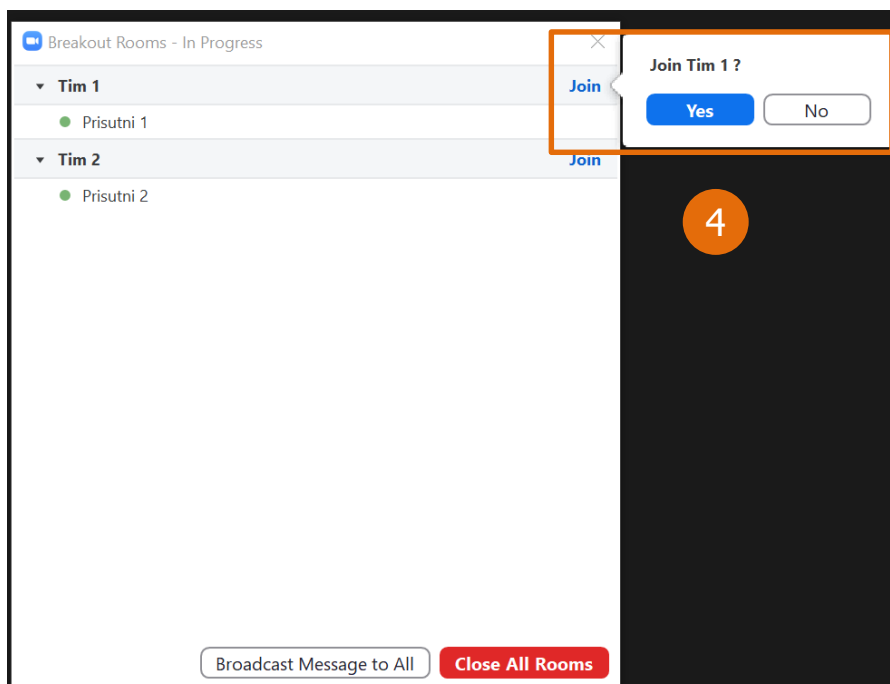 Breakout Rooms - In Progress
Tim 1
Join
Join Tim 1 ?
Yes
No
Prisutni 1
Tim 2
Join
Prisutni 2
4
Broadcast Message to All
Close All Rooms